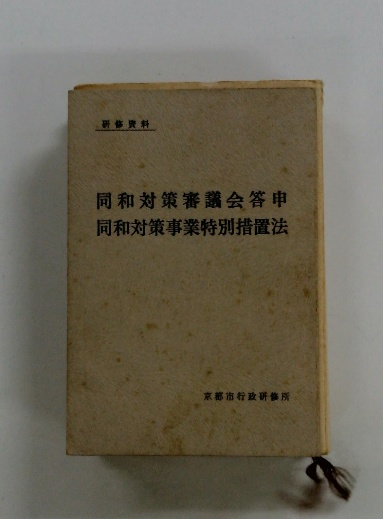 研修資料
同和対策審議会答申
同和対策事業特別措置法
京都市行政研修所